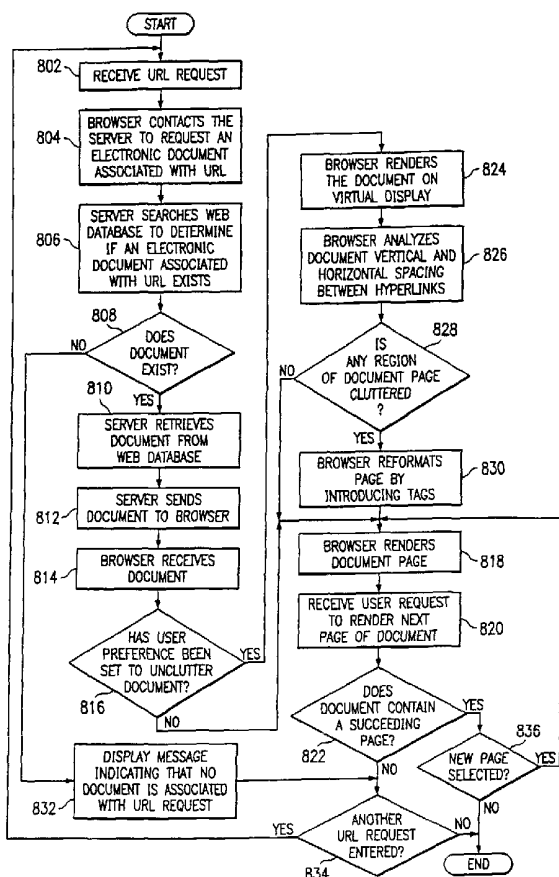 START
802
RECEIVE URL REQUEST
804
BROWSER CONTACTS THE
SERVER TO REQUEST AN
ELECTRONIC DOCUMENT
ASSOCIATED WITH URL
806
SERVER SEARCHES WEB
DATABASE TO DETERMINE
IF AN ELECTRONIC
DOCUMENT ASSOCIATED
WITH URL EXISTS
808
DOES
DOCUMENT
EXIST?
NO
YES
810
SERVER RETRIEVES
DOCUMENT FROM
WEB DATABASE
812
SERVER SENDS
DOCUMENT TO BROWSER
814
BROWSER RECEIVES
DOCUMENT
HAS USER
PREFERENCE BEEN
SET TO UNCLUTTER
DOCUMENT?
816
YES
NO
824
BROWSER RENDERS
THE DOCUMENT ON
VIRTUAL DISPLAY
826
BROWSER ANALYZES
DOCUMENT VERTICAL AND
HORIZONTAL SPACING
BETWEEN HYPERLINKS
828
IS
ANY REGION
OF DOCUMENT PAGE
CLUTTERED
?
NO
YES
830
BROWSER REFORMATS
PAGE BY
INTRODUCING TAGS
BROWSER RENDERS
DOCUMENT PAGE
818
RECEIVE USER REQUEST
TO RENDER NEXT
PAGE OF DOCUMENT
820
DOES
DOCUMENT CONTAIN
A SUCCEEDING
PAGE?
822
YES
NO
836
NEW PAGE
SELECTED?
YES
NO
DISPLAY MESSAGE
INDICATING THAT NO
DOCUMENT IS ASSOCIATED
WITH URL REQUEST
832
ANOTHER
URL REQUEST
ENTERED?
834
YES
NO
END